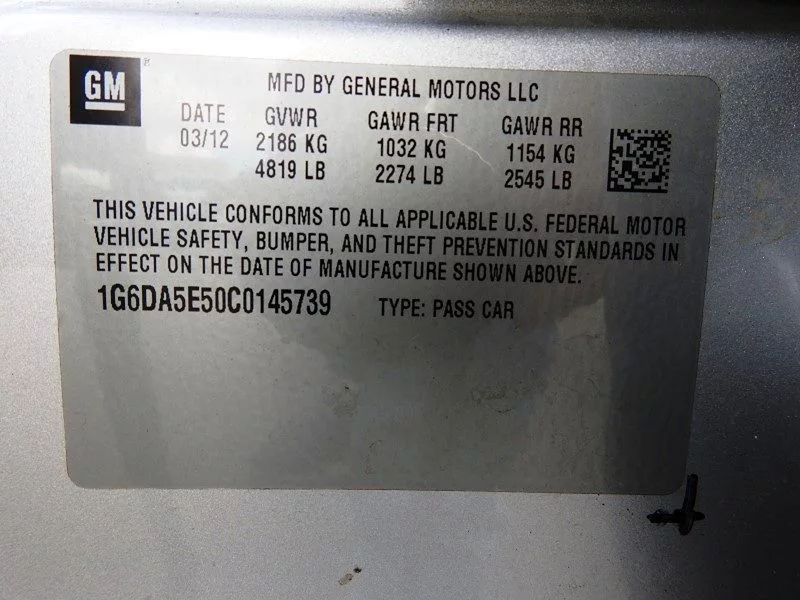 GM ® MFD BY GENERAL MOTORS LLC
DATE GVWR GAWR FRT GAWR RR
03/12 2186 KG 1032 KG 1154 KG
4819 LB 2274 LB 2545 LB
THIS VEHICLE CONFORMS TO ALL APPLICABLE U.S. FEDERAL MOTOR
VEHICLE SAFETY, BUMPER, AND THEFT PREVENTION STANDARDS IN
EFFECT ON THE DATE OF MANUFACTURE SHOWN ABOVE.
1G6DA5E50C0145739 TYPE: PASS CAR